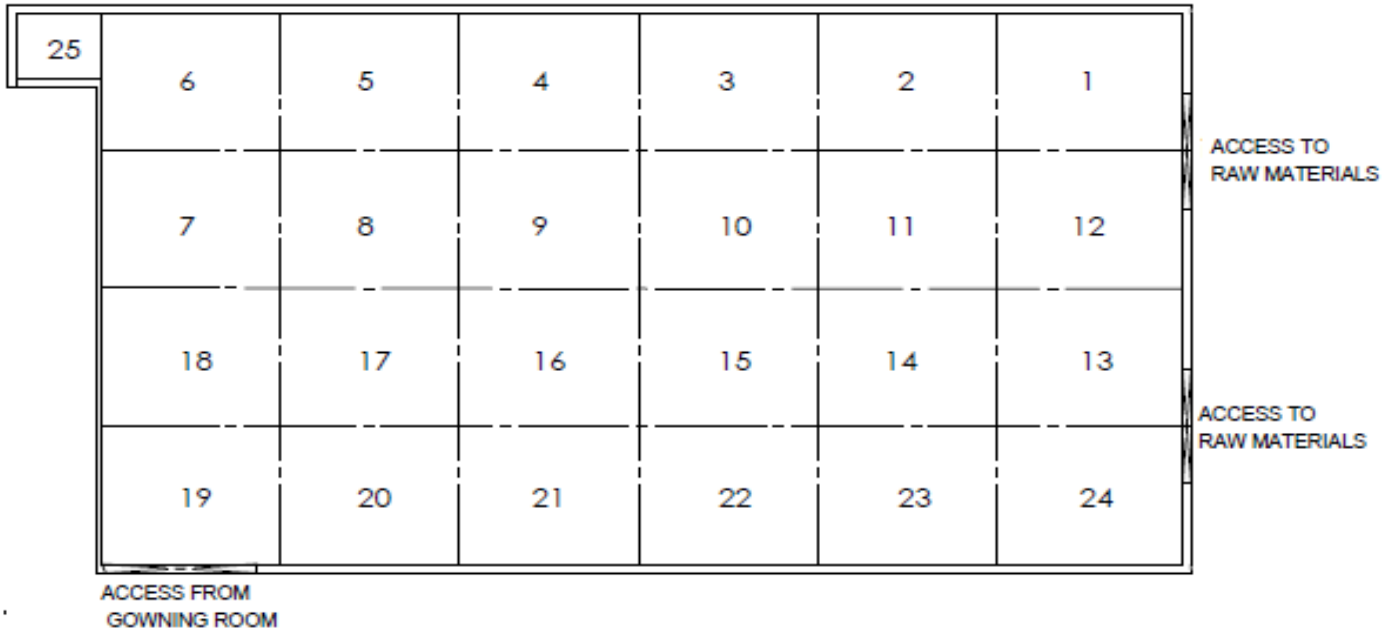 25
6 5 4 3 2 1
ACCESS TO
RAW MATERIALS
7 8 9 10 11 12
18 17 16 15 14 13
ACCESS TO
RAW MATERIALS
19 20 21 22 23 24
ACCESS FROM
GOWNING ROOM